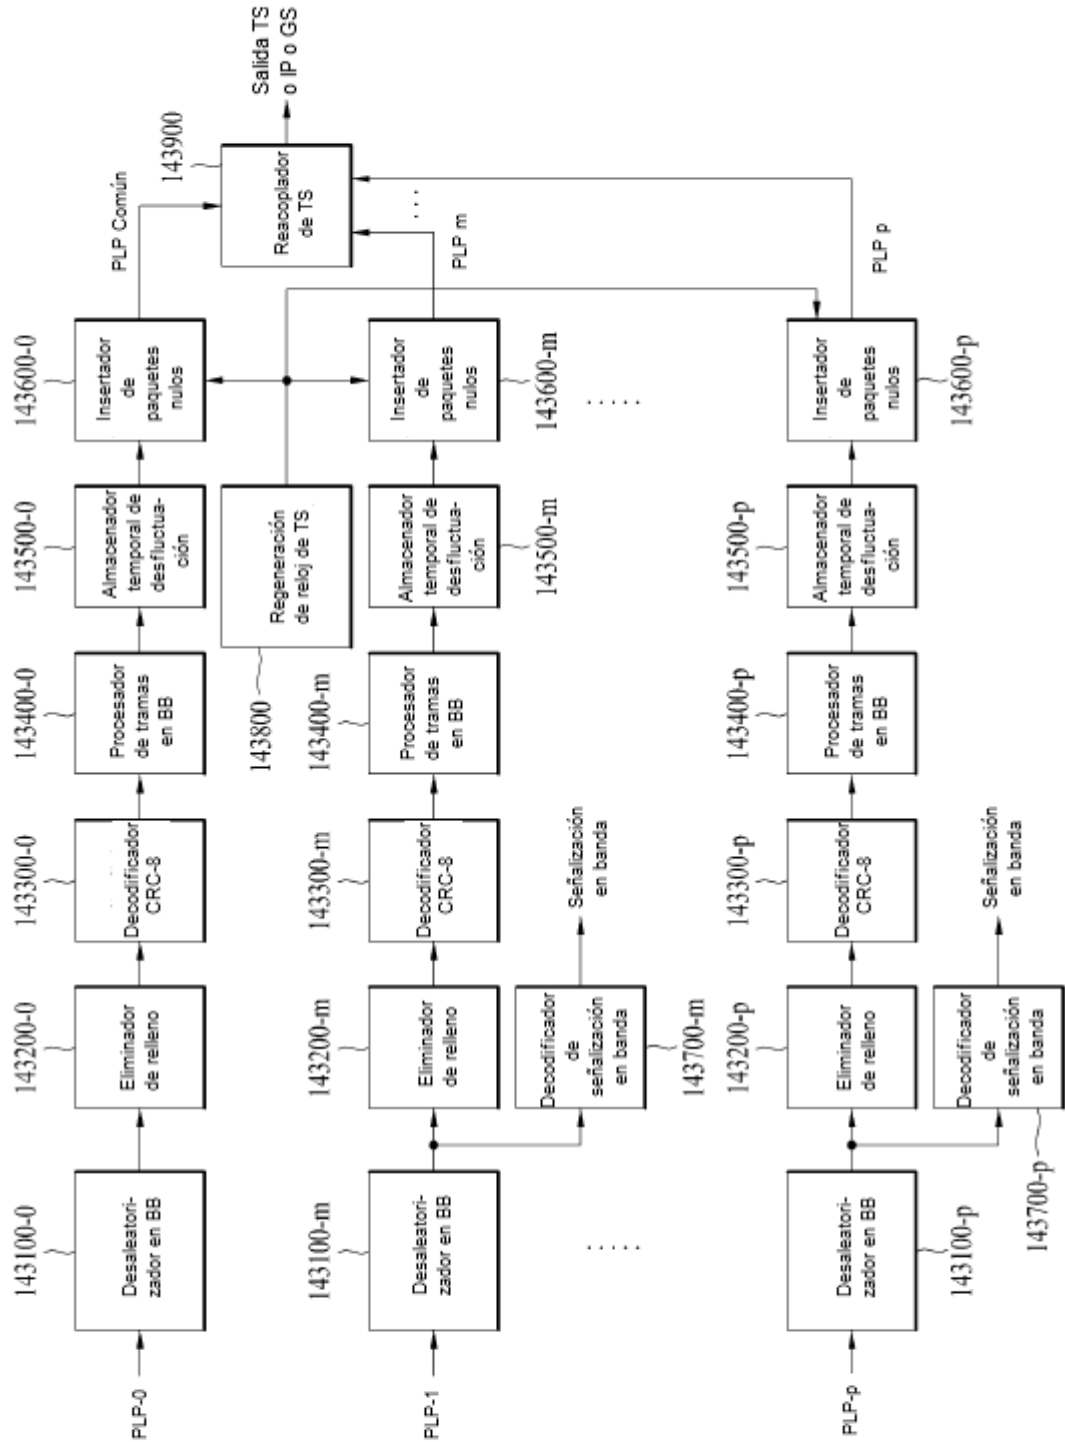 143100-0
143200-0
143300-0
143400-0
143500-0
143600-0
PLP-0
Desaleatori-
zador en BB
Eliminador
de relleno
Decodificador
CRC-8
Procesador
de tramas
en BB
Almacenador
temporal de
desfluctua-
ción
Insertador
de
paquetes
nulos
PLP Común
143900
143800
Regeneración
de reloj de TS
Reacoplador
de TS
Salida TS
o IP o GS
143100-m
143200-m
143300-m
143400-m
PLP-1
Desaleatori-
zador en BB
Eliminador
de relleno
Decodificador
CRC-8
Procesador
de tramas
en BB
Almacenador
temporal de
desfluctua-
ción
Insertador
de
paquetes
nulos
PLP m
. . .
143500-m
143600-m
Decodificador
de
señalización
en banda
Señalización
en banda
143700-m
. . . . .
. . . . .
143200-p
143300-p
143400-p
143500-p
PLP-p
Desaleatori-
zador en BB
Eliminador
de relleno
Decodificador
CRC-8
Procesador
de tramas
en BB
Almacenador
temporal de
desfluctua-
ción
Insertador
de
paquetes
nulos
PLP p
143100-p
143600-p
Decodificador
de
señalización
en banda
Señalización
en banda
143700-p